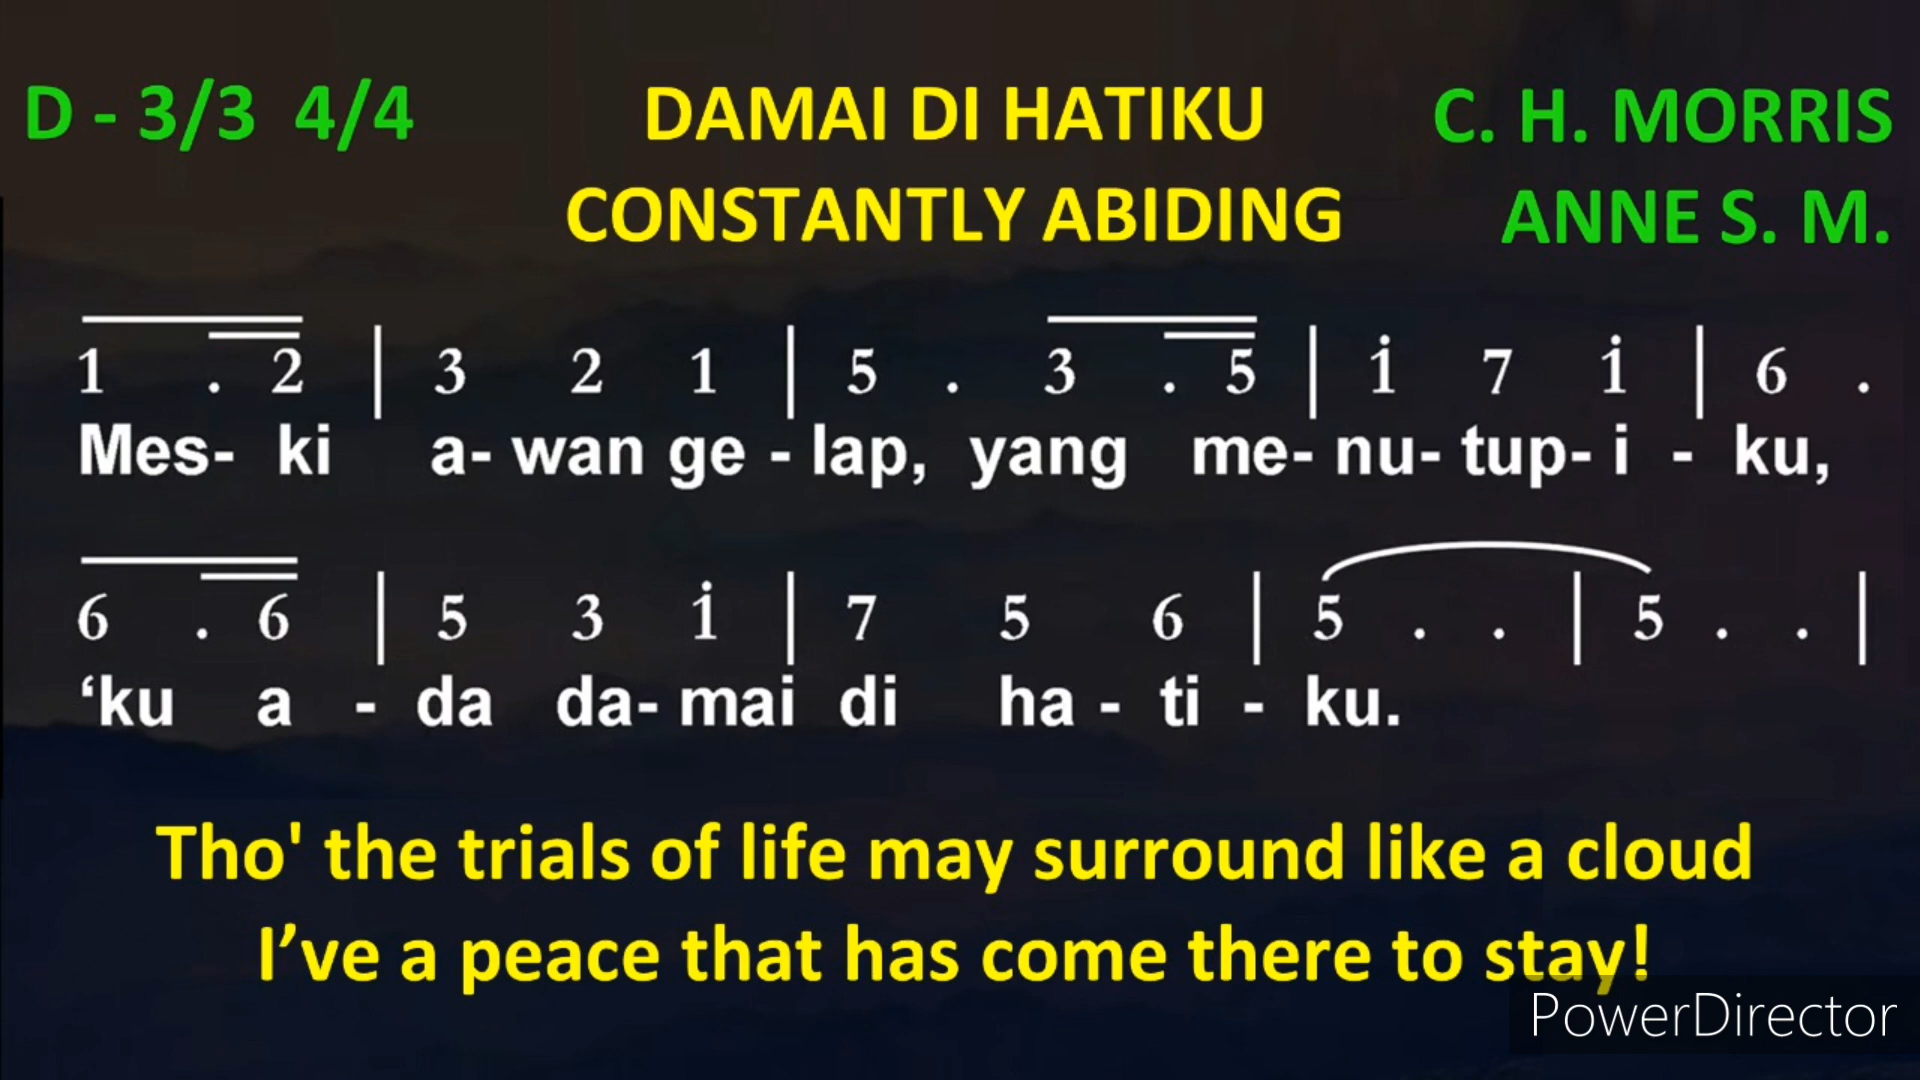 D - 3/3 4/4 DAMAI DI HATIKU C. H. MORRIS
CONSTANTLY ABIDING ANNE S. M.
1 . 2 | 3 2 1 | 5 . 3 . 5 | i 7 i | 6 .
Mes- ki a- wan ge - lap, yang me- nu- tup- i - ku,
6 . 6 | 5 3 i | 7 5 6 | 5 . . | 5 . . |
‘ku a - da da- mai di ha - ti - ku.
Tho' the trials of life may surround like a cloud
I’ve a peace that has come there to stay!
PowerDirector